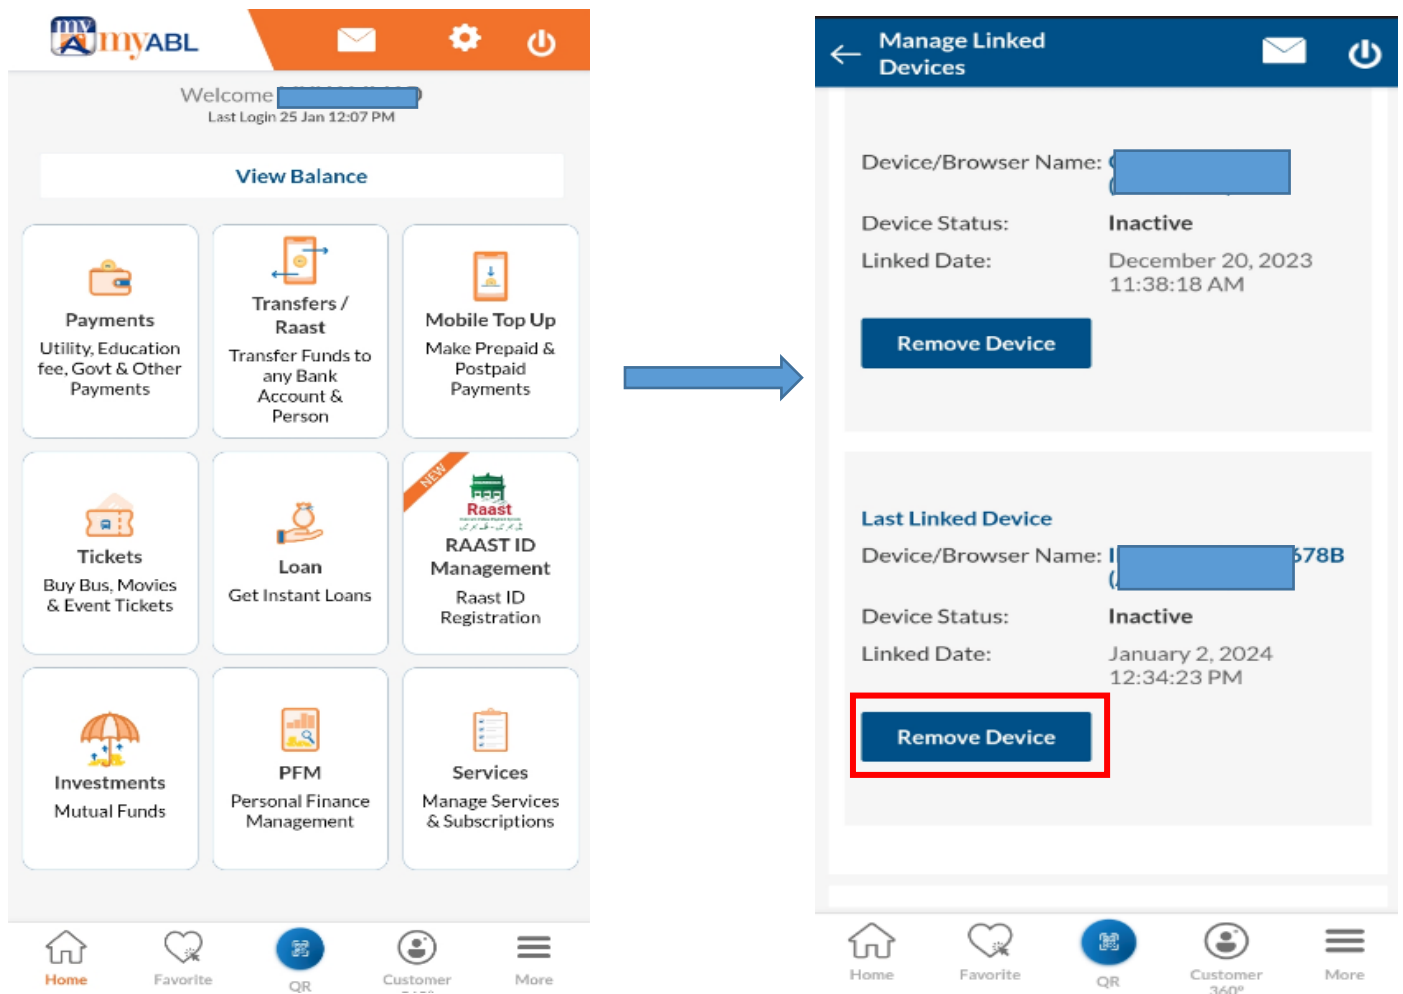 my
myABL
Welcome
Last Login 25 Jan 12:07 PM
View Balance
Payments
Utility, Education
fee, Govt & Other
Payments
Transfers /
Raast
Transfer Funds to
any Bank
Account &
Person
Mobile Top Up
Make Prepaid &
Postpaid
Payments
Tickets
Buy Bus, Movies
& Event Tickets
Loan
Get Instant Loans
NEW
Raast
RAAST ID
Management
Raast ID
Registration
Investments
Mutual Funds
PFM
Personal Finance
Management
Services
Manage Services
& Subscriptions
Home
Favorite
QR
Customer
360°
More
Manage Linked
Devices
Device/Browser Name:
Device Status: Inactive
Linked Date: December 20, 2023
11:38:18 AM
Remove Device
Last Linked Device
Device/Browser Name: 678B
Device Status: Inactive
Linked Date: January 2, 2024
12:34:23 PM
Remove Device
Home
Favorite
QR
Customer
360°
More